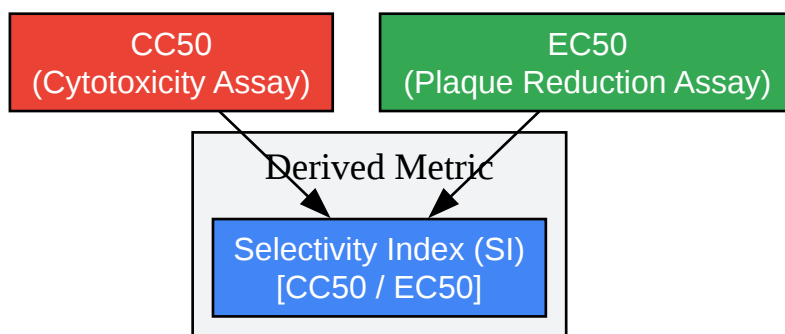 CC50
(Cytotoxicity Assay)
EC50
(Plaque Reduction Assay)
Derived Metric
Selectivity Index (SI)
[CC50 / EC50]